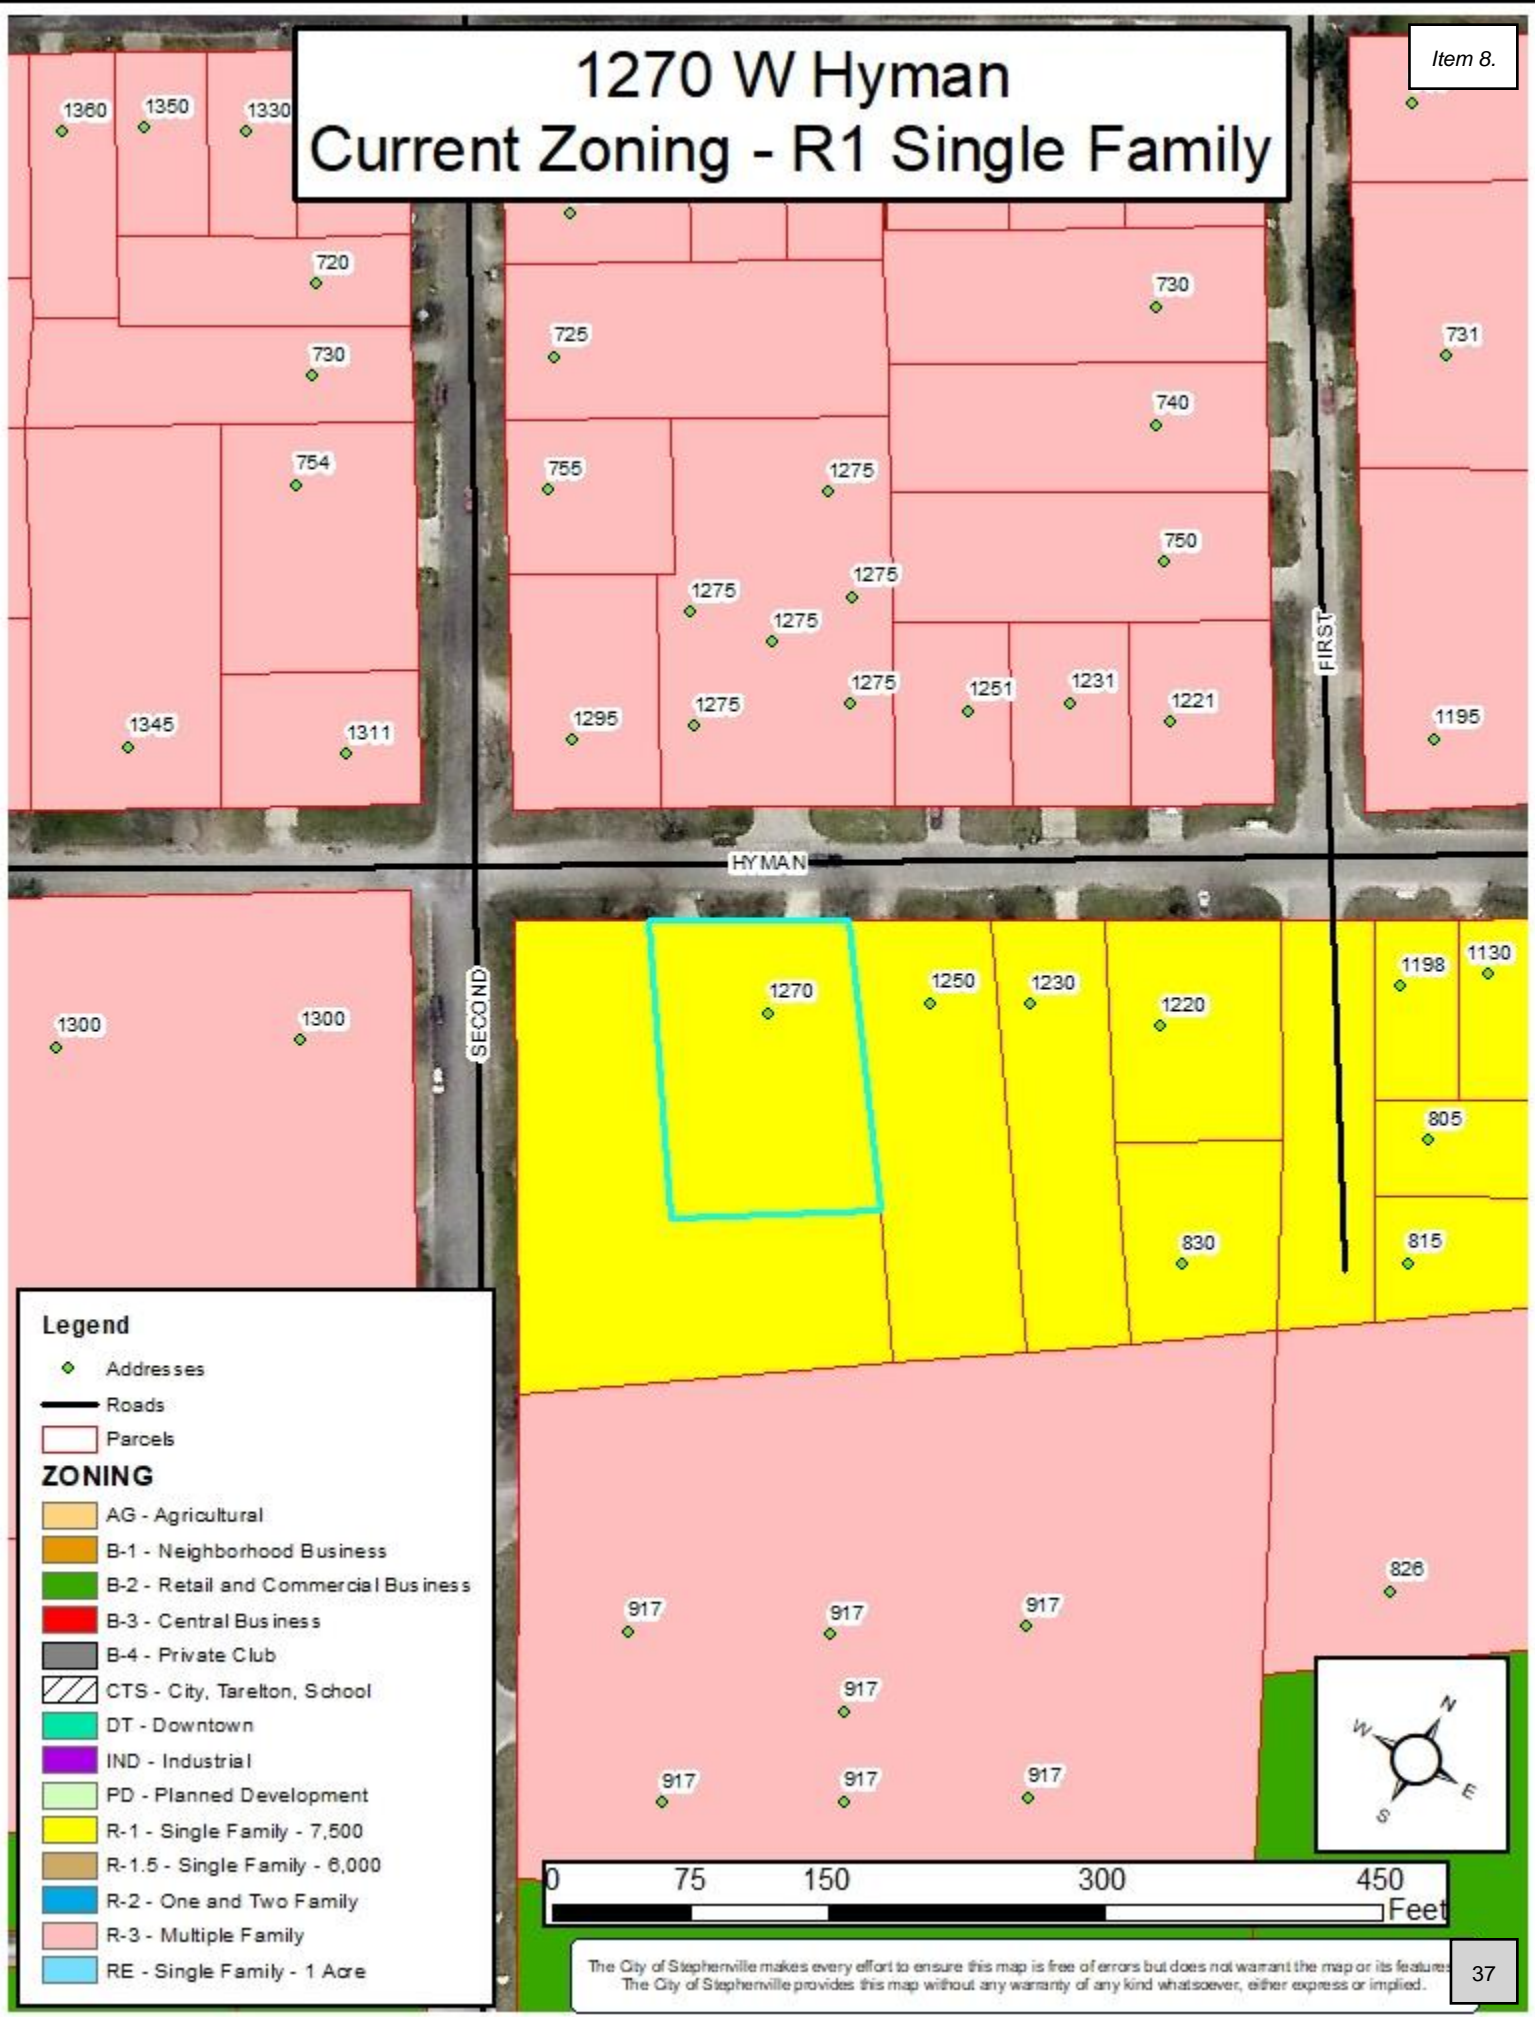 Item 8.
1270 W Hyman
Current Zoning - R1 Single Family
1360
1350
1330
720
730
725
730
731
740
754
755
1275
750
1275
1275
1275
FIRST
1345
1311
1295
1275
1275
1251
1231
1221
1195
HYMAN
SECOND
1300
1300
1270
1250
1230
1220
1198
1130
805
830
815
826
917
917
917
917
917
917
917
Legend
Addresses
Roads
Parcels
ZONING
AG - Agricultural
B-1 - Neighborhood Business
B-2 - Retail and Commercial Business
B-3 - Central Business
B-4 - Private Club
CTS - City, Tarelton, School
DT - Downtown
IND - Industrial
PD - Planned Development
R-1 - Single Family - 7,500
R-1.5 - Single Family - 6,000
R-2 - One and Two Family
R-3 - Multiple Family
RE - Single Family - 1 Acre
N
W
E
S
0 75 150 300 450
Feet
The City of Stephenville makes every effort to ensure this map is free of errors but does not warrant the map or its features
The City of Stephenville provides this map without any warranty of any kind whatsoever, either express or implied.
37